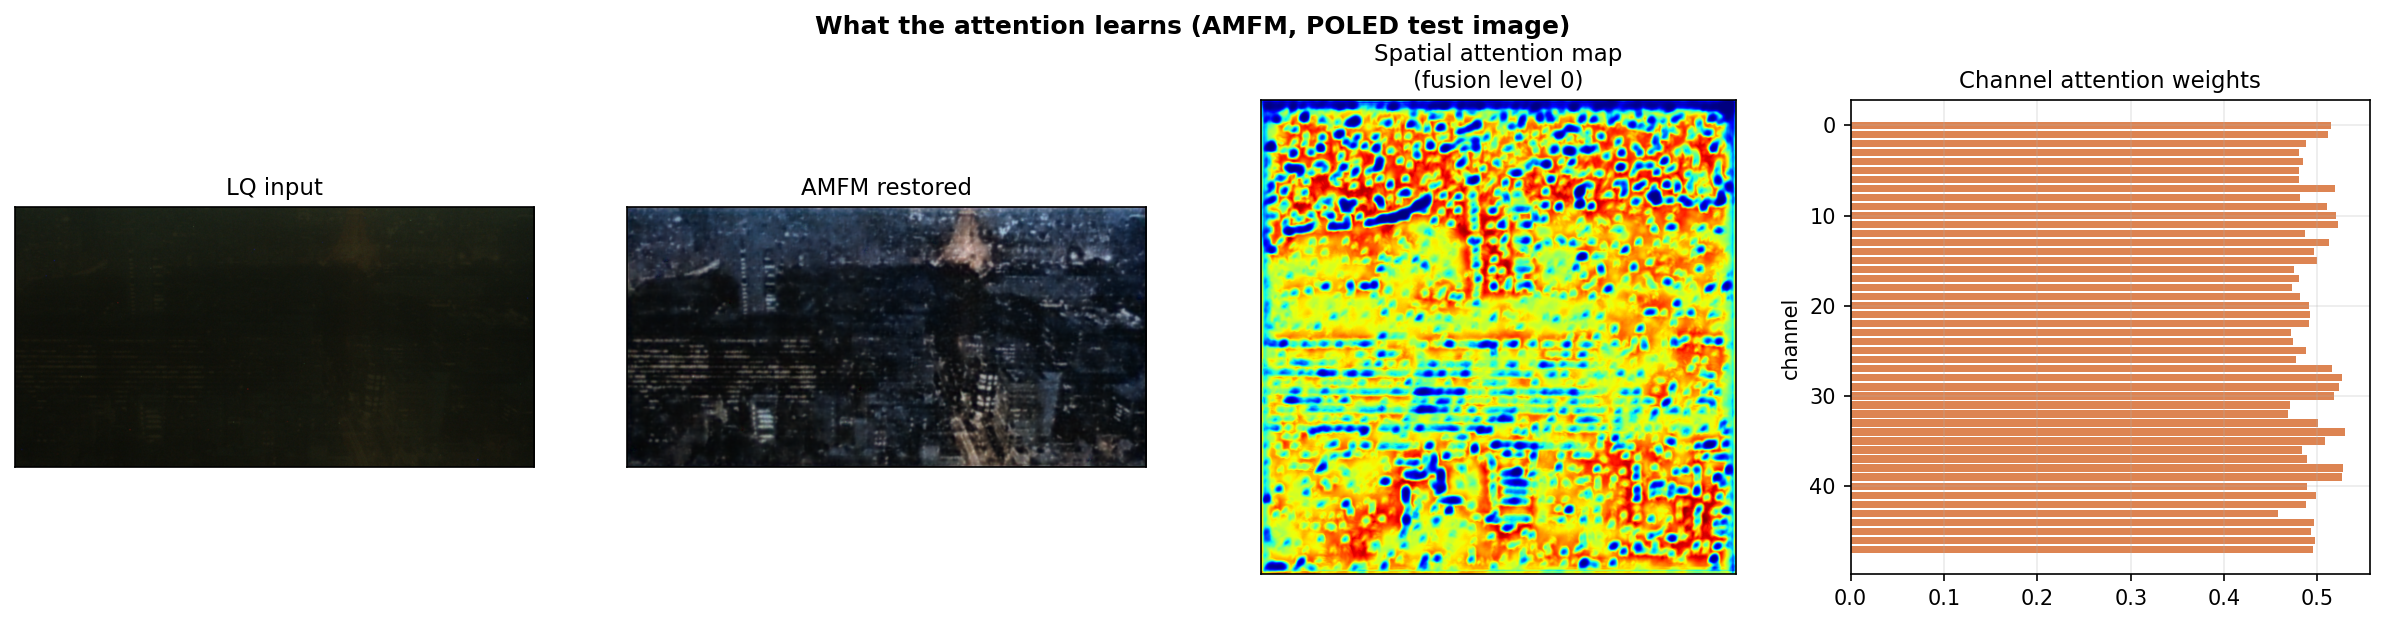 What the attention learns (AMFM, POLED test image)
LQ input
AMFM restored
Spatial attention map
(fusion level 0)
Channel attention weights
channel
0
10
20
30
40
0.0 0.1 0.2 0.3 0.4 0.5